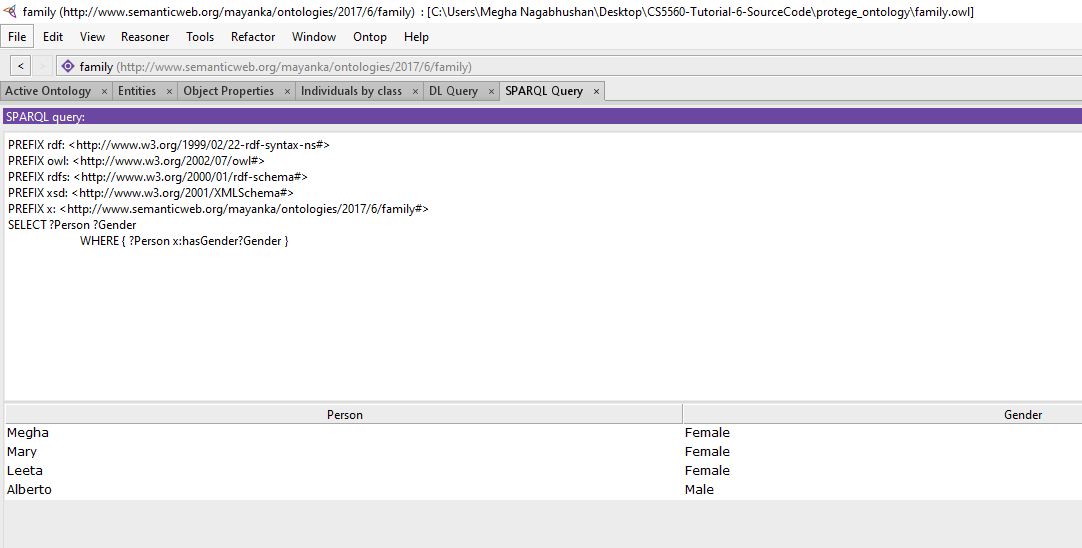 family (http://www.semanticweb.org/mayanka/ontologies/2017/6/family) : [C:\Users\Megha Nagabhushan\Desktop\CS5560-Tutorial-6-SourceCode\protege_ontology\family.owl]
File Edit View Reasoner Tools Refactor Window Ontop Help
< > family (http://www.semanticweb.org/mayanka/ontologies/2017/6/family)
Active Ontology × Entities × Object Properties × Individuals by class × DL Query × SPARQL Query ×
SPARQL query:
PREFIX rdf: <http://www.w3.org/1999/02/22-rdf-syntax-ns#>
PREFIX owl: <http://www.w3.org/2002/07/owl#>
PREFIX rdfs: <http://www.w3.org/2000/01/rdf-schema#>
PREFIX xsd: <http://www.w3.org/2001/XMLSchema#>
PREFIX x: <http://www.semanticweb.org/mayanka/ontologies/2017/6/family#>
SELECT ?Person ?Gender
WHERE { ?Person x:hasGender?Gender }
Person Gender
Megha Female
Mary Female
Leeta Female
Alberto Male